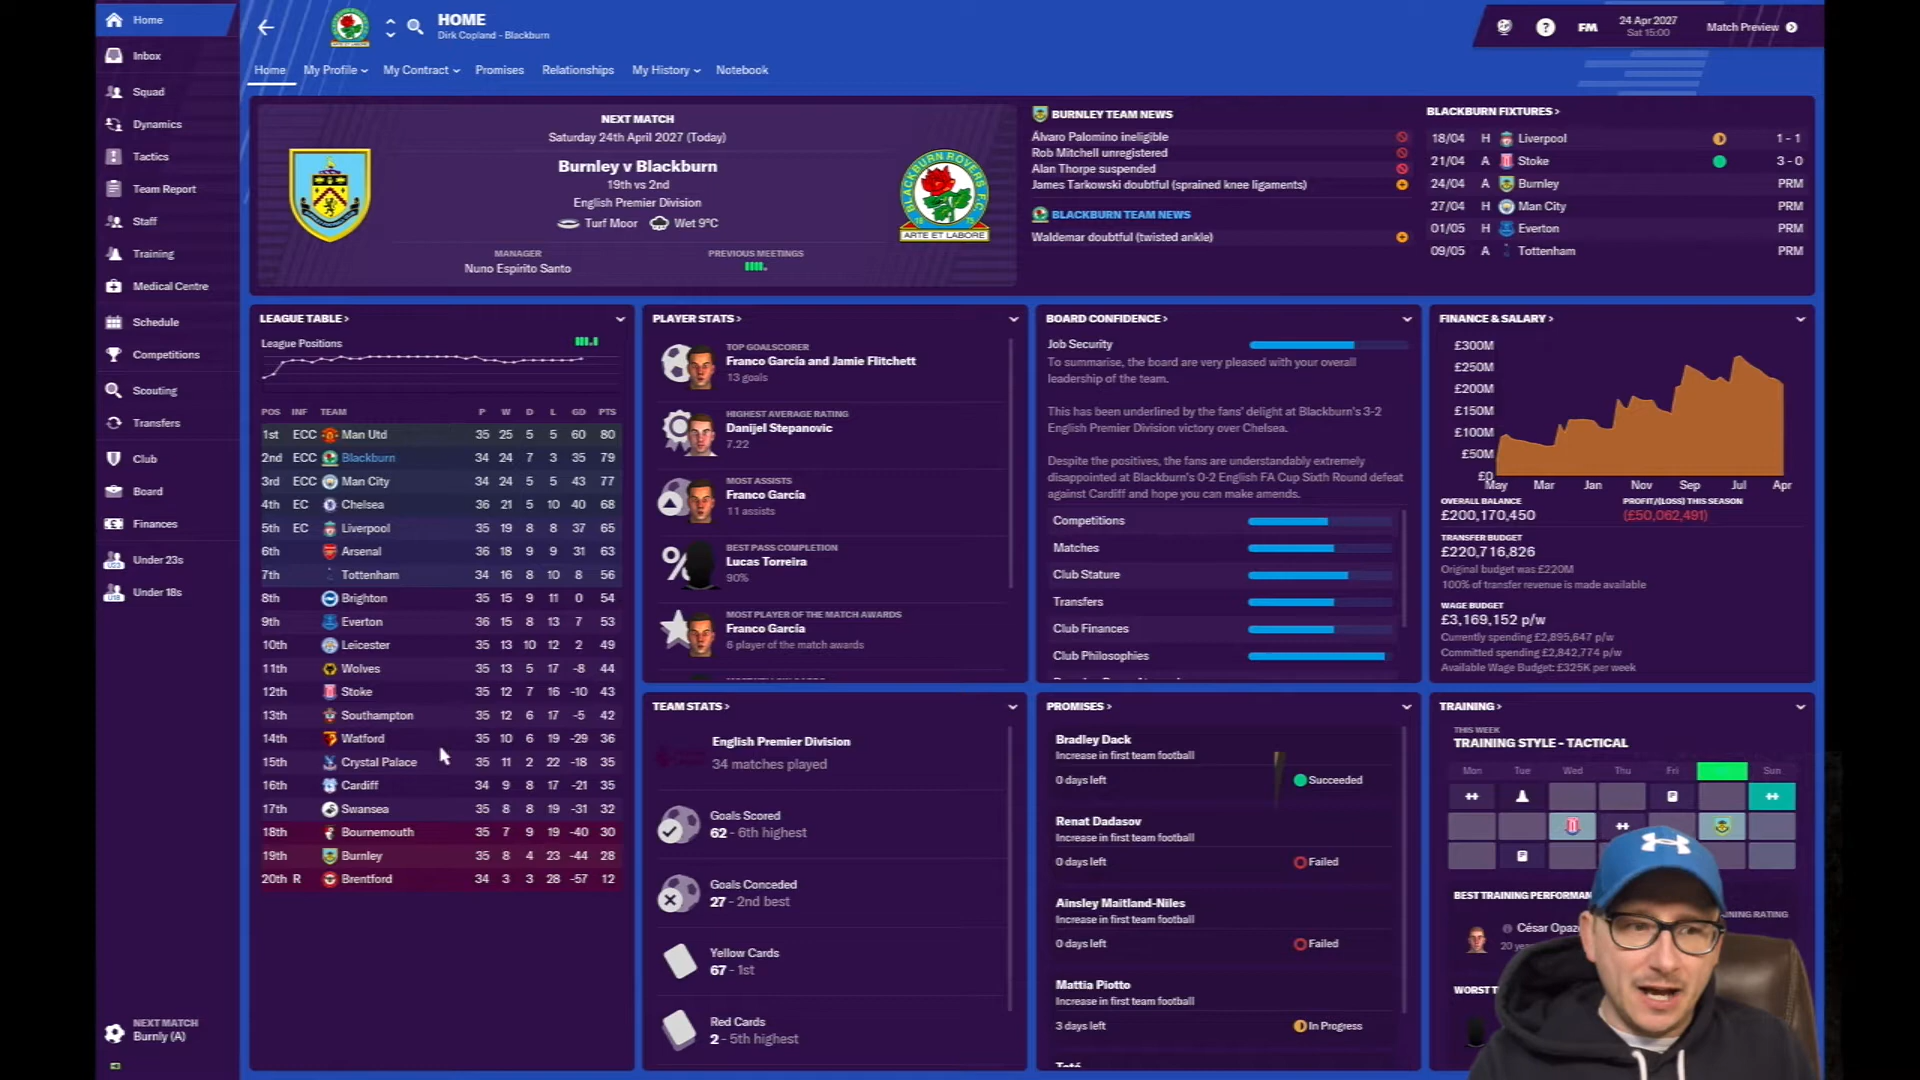 Home
Inbox
Squad
Dynamics
Tactics
Team Report
Staff
Training
Medical Centre
Schedule
Competitions
Scouting
Transfers
Club
Board
Finances
Under 23s
Under 18s
NEXT MATCH
Burnly (A)
HOME
Dirk Copland - Blackburn
FM
24 Apr 2027
Sat 15:00
Match Preview
Home My Profile My Contract Promises Relationships My History Notebook
NEXT MATCH
Saturday 24th April 2027 (Today)
Burnley v Blackburn
19th vs 2nd
English Premier Division
Turf Moor Wet 9°C
MANAGER
Nuno Espirito Santo
PREVIOUS MEETINGS
BLACKBURN ROVERS F.C.
18 75
ARTE ET LABORE
BURNLEY TEAM NEWS
Álvaro Palomino ineligible
Rob Mitchell unregistered
Alan Thorpe suspended
James Tarkowski doubtful (sprained knee ligaments)
BLACKBURN TEAM NEWS
Waldemar doubtful (twisted ankle)
BLACKBURN FIXTURES >
18/04 H Liverpool 1 - 1
21/04 A Stoke 3 - 0
24/04 A Burnley PRM
27/04 H Man City PRM
01/05 H Everton PRM
09/05 A Tottenham PRM
LEAGUE TABLE >
League Positions
POS INF TEAM P W D L GD PTS
1st ECC Man Utd 35 25 5 5 60 80
2nd ECC Blackburn 34 24 7 3 35 79
3rd ECC Man City 34 24 5 5 43 77
4th EC Chelsea 36 21 5 10 40 68
5th EC Liverpool 35 19 8 8 37 65
6th Arsenal 36 18 9 9 31 63
7th Tottenham 34 16 8 10 8 56
8th Brighton 35 15 9 11 0 54
9th Everton 36 15 8 13 7 53
10th Leicester 35 13 10 12 2 49
11th Wolves 35 13 5 17 -8 44
12th Stoke 35 12 7 16 -10 43
13th Southampton 35 12 6 17 -5 42
14th Watford 35 10 6 19 -29 36
15th Crystal Palace 35 11 2 22 -18 35
16th Cardiff 34 9 8 17 -21 35
17th Swansea 35 8 8 19 -31 32
18th Bournemouth 35 7 9 19 -40 30
19th Burnley 35 8 4 23 -44 28
20th R Brentford 34 3 3 28 -57 12
PLAYER STATS >
TOP GOALSCORER
Franco García and Jamie Flitchett
13 goals
HIGHEST AVERAGE RATING
Danijel Stepanovic
7.22
MOST ASSISTS
Franco García
11 assists
BEST PASS COMPLETION
Lucas Torreira
90%
MOST PLAYER OF THE MATCH AWARDS
Franco García
6 player of the match awards
BOARD CONFIDENCE >
Job Security
To summarise, the board are very pleased with your overall
leadership of the team.
This has been underlined by the fans' delight at Blackburn's 3-2
English Premier Division victory over Chelsea.
Despite the positives, the fans are understandably extremely
disappointed at Blackburn's 0-2 English FA Cup Sixth Round defeat
against Cardiff and hope you can make amends.
Competitions
Matches
Club Stature
Transfers
Club Finances
Club Philosophies
FINANCE & SALARY >
£300M
£250M
£200M
£150M
£100M
£50M
£0
May Mar Jan Nov Sep Jul Apr
OVERALL BALANCE
£200,170,450
PROFIT/(LOSS) THIS SEASON
(£50,062,491)
TRANSFER BUDGET
£220,716,826
Original budget was £220M
100% of transfer revenue is made available
WAGE BUDGET
£3,169,152 p/w
Currently spending £2,895,647 p/w
Committed spending £2,842,774 p/w
Available Wage Budget: £325K per week
TEAM STATS >
English Premier Division
34 matches played
Goals Scored
62 - 6th highest
Goals Conceded
27 - 2nd best
Yellow Cards
67 - 1st
Red Cards
2 - 5th highest
PROMISES >
Bradley Dack
Increase in first team football
0 days left Succeeded
Renat Dadasov
Increase in first team football
0 days left Failed
Ainsley Maitland-Niles
Increase in first team football
0 days left Failed
Mattia Piotto
Increase in first team football
3 days left In Progress
TRAINING >
THIS WEEK
TRAINING STYLE - TACTICAL
Mon Tue Wed Thu Fri Sun
BEST TRAINING PERFORMAN
NING RATING
César Opazo
20 year
WORST T